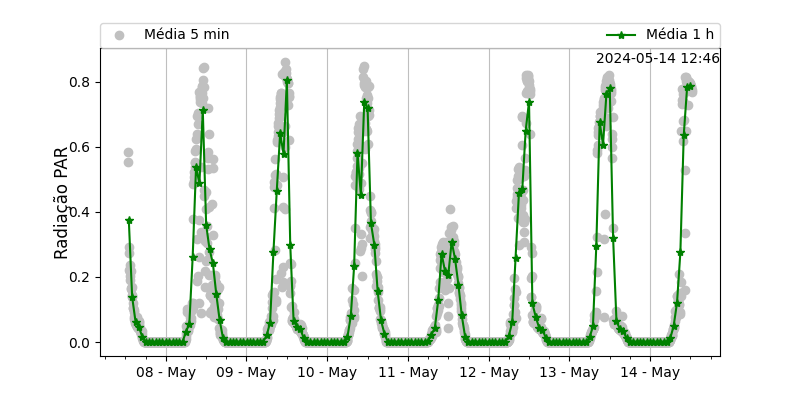 Média 5 min
Média 1 h
2024-05-14 12:46
Radiação PAR
0.8
0.6
0.4
0.2
0.0
08 - May
09 - May
10 - May
11 - May
12 - May
13 - May
14 - May